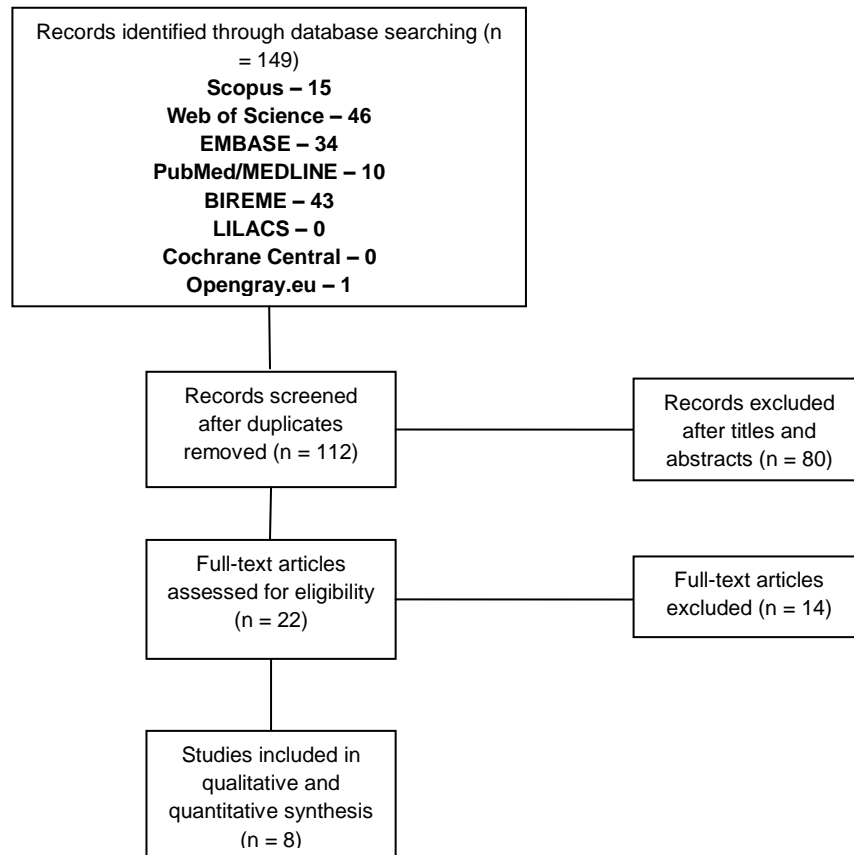 Records identified through database searching (n
= 149)
Scopus – 15
Web of Science – 46
EMBASE – 34
PubMed/MEDLINE – 10
BIREME – 43
LILACS – 0
Cochrane Central – 0
Opengray.eu – 1
Records screened
after duplicates
removed (n = 112)
Records excluded
after titles and
abstracts (n = 80)
Full-text articles
assessed for eligibility
(n = 22)
Full-text articles
excluded (n = 14)
Studies included in
qualitative and
quantitative synthesis
(n = 8)